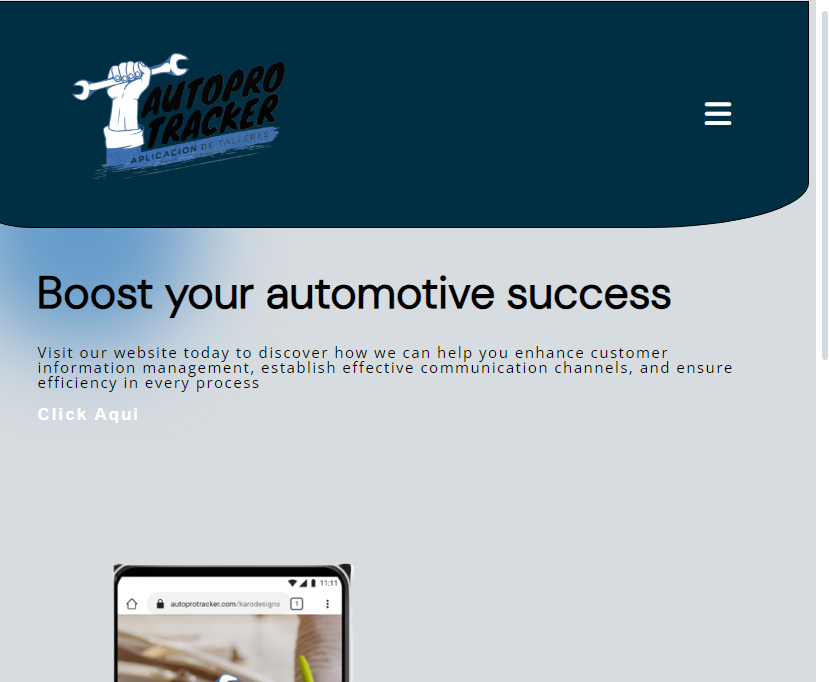 AUTOPRO
TRACKER
APLICACION DE TALLERES
Boost your automotive success
Visit our website today to discover how we can help you enhance customer
information management, establish effective communication channels, and ensure
efficiency in every process
Click Aqui
11:11
autoprotracker.com/karodesigns
1